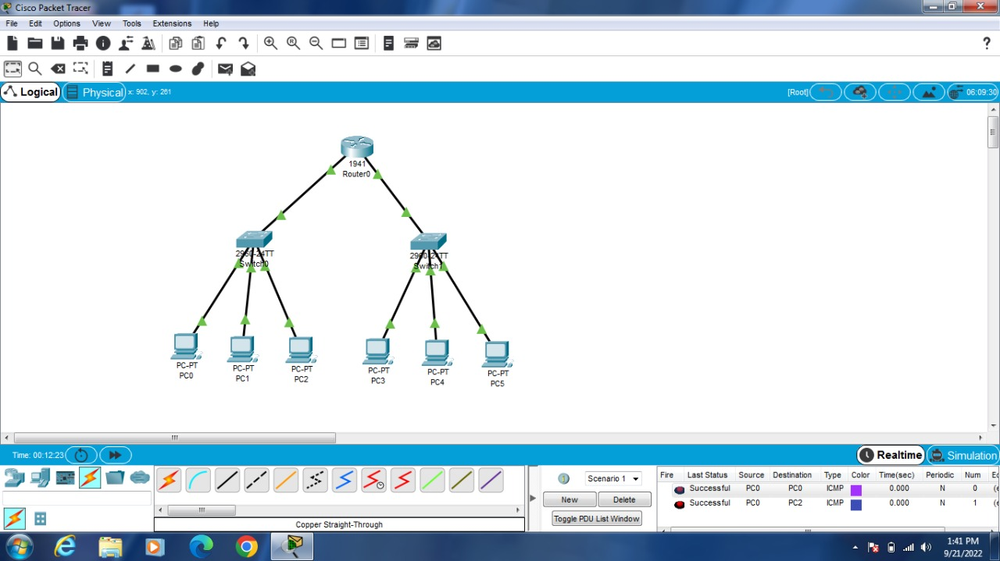 Cisco Packet Tracer
File Edit Options View Tools Extensions Help
Logical Physical x: 902, y: 261 [Root] 06:09:30
1941
Router0
2960-24TT
Switch0
2960-24TT
Switch1
PC-PT
PC0
PC-PT
PC1
PC-PT
PC2
PC-PT
PC3
PC-PT
PC4
PC-PT
PC5
Time: 00:12:23 Realtime Simulation
Scenario 1
New Delete
Toggle PDU List Window
Copper Straight-Through
Fire Last Status Source Destination Type Color Time(sec) Periodic Num
Successful PC0 PC0 ICMP 0.000 N 0
Successful PC0 PC2 ICMP 0.000 N 1
1:41 PM
9/21/2022